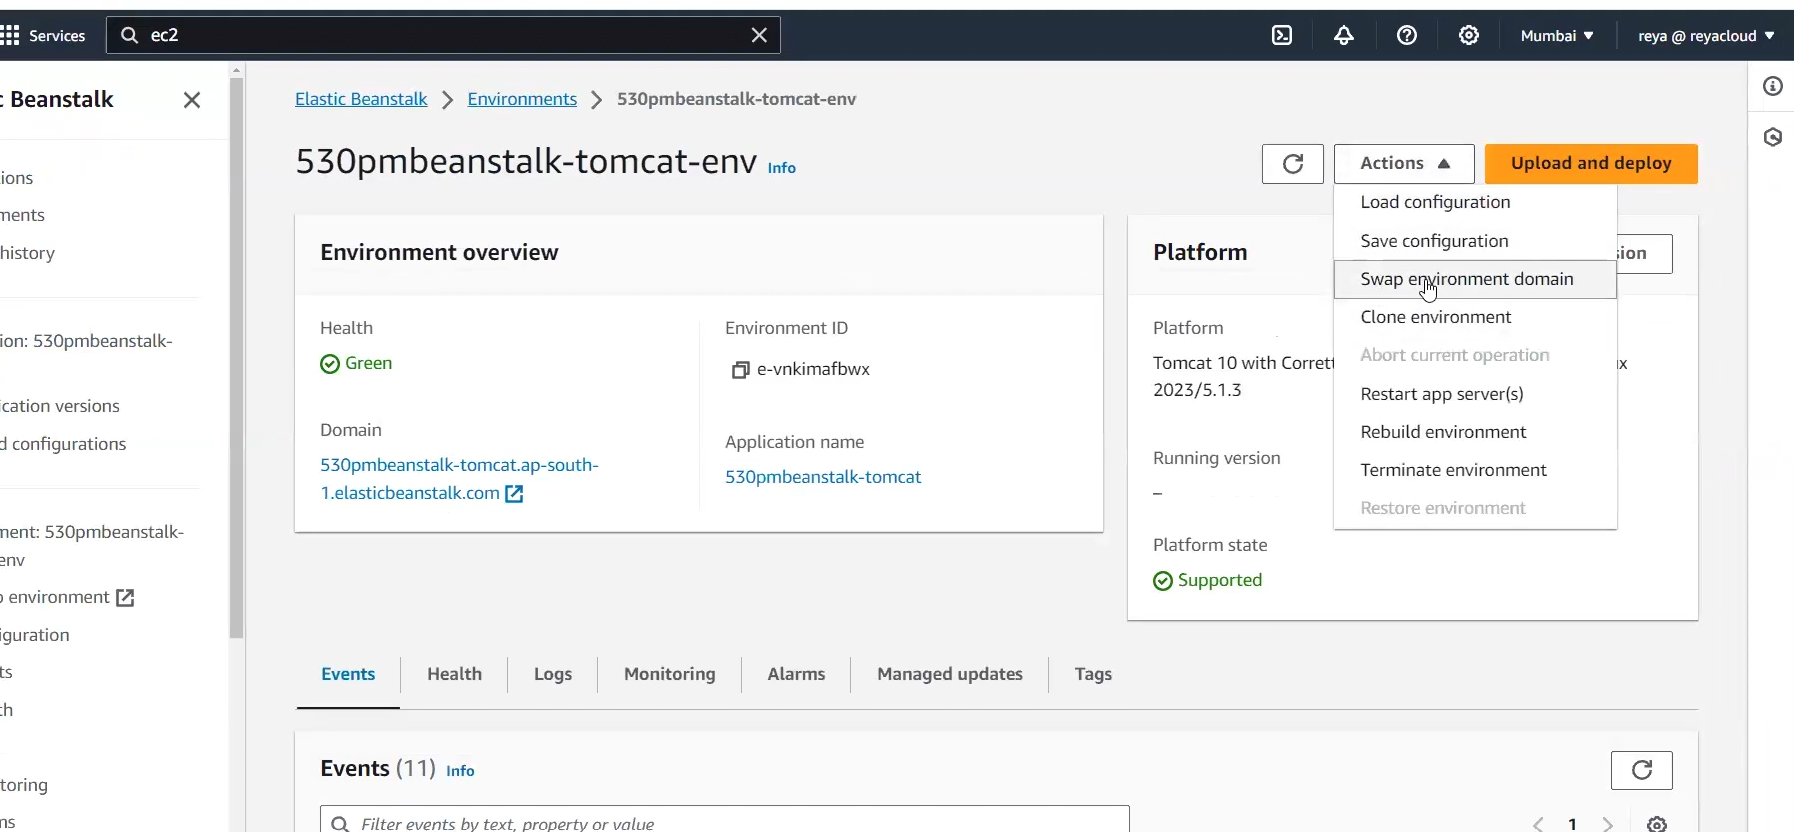 Services
ec2
Mumbai ▼
reya @ reyacloud ▼
c Beanstalk
ions
ments
history
ion: 530pmbeanstalk-
ication versions
d configurations
ment: 530pmbeanstalk-
env
o environment
iguration
ts
th
toring
ms
Elastic Beanstalk > Environments > 530pmbeanstalk-tomcat-env
530pmbeanstalk-tomcat-env Info
Actions ▲
Upload and deploy
Load configuration
Save configuration
Swap environment domain
Clone environment
Abort current operation
Restart app server(s)
Rebuild environment
Terminate environment
Restore environment
Environment overview
Health
Green
Domain
530pmbeanstalk-tomcat.ap-south-
1.elasticbeanstalk.com
Environment ID
e-vnkimafbwx
Application name
530pmbeanstalk-tomcat
Platform
sion
Platform
Tomcat 10 with Corrett
ux
2023/5.1.3
Running version
–
Platform state
Supported
Events Health Logs Monitoring Alarms Managed updates Tags
Events (11) Info
Filter events by text, property or value
< 1 >